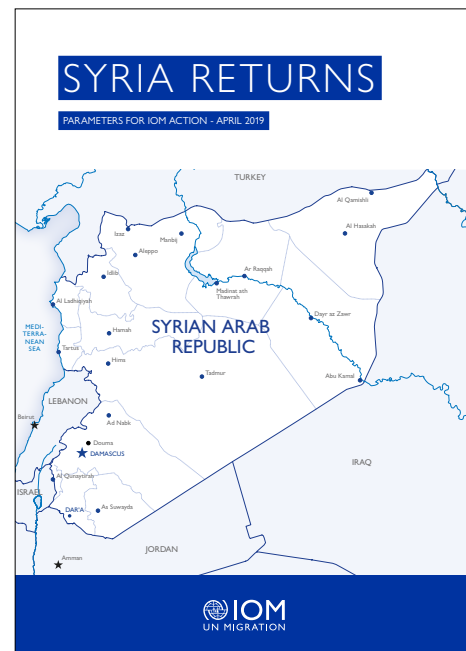 SYRIA RETURNS
PARAMETERS FOR IOM ACTION - APRIL 2019
TURKEY
Al Qamishli
Izaz
Manbij
Al Hasakah
Aleppo
Idlib
Ar Raqqah
Madinat ath
Thawrah
Al Ladhiqiyah
Dayr az Zawr
MEDI-
TERRA-
NEAN
SEA
Hamah
SYRIAN ARAB
REPUBLIC
Tartus
Hims
Tadmur
Abu Kamal
LEBANON
Beirut
Ad Nabk
Douma
DAMASCUS
IRAQ
Al Qunaytirah
ISRAEL
DAR'A
As Suwayda
JORDAN
Amman
IOM
UN MIGRATION